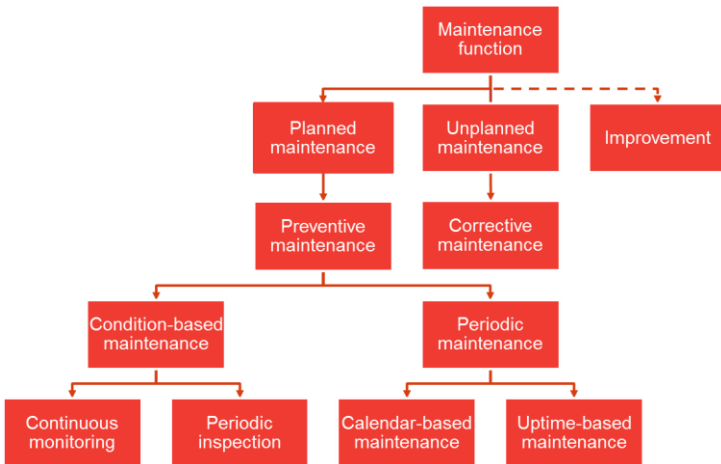 Maintenance
function
Planned
maintenance
Unplanned
maintenance
Improvement
Preventive
maintenance
Corrective
maintenance
Condition-based
maintenance
Periodic
maintenance
Continuous
monitoring
Periodic
inspection
Calendar-based
maintenance
Uptime-based
maintenance